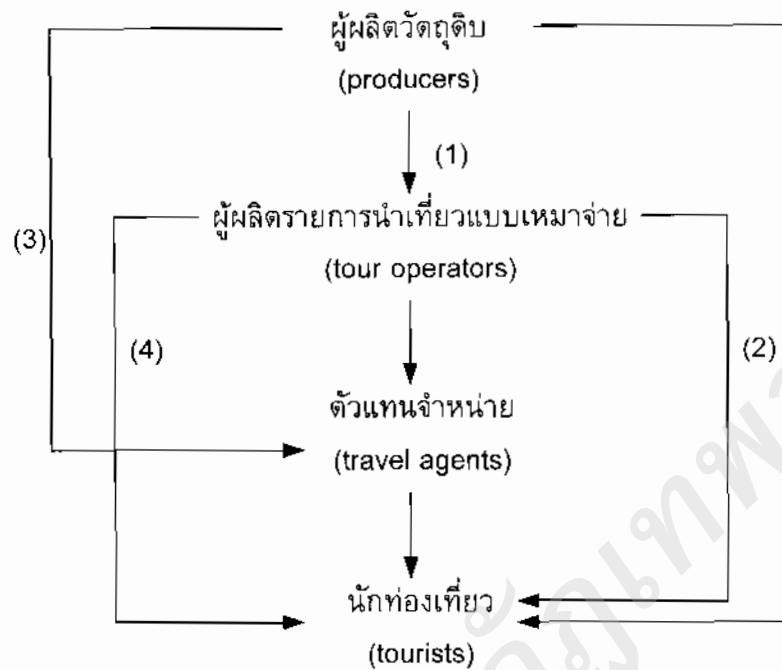 ผู้ผลิตวัตถุดิบ
(producers)
(1)
ผู้ผลิตรายการนำเที่ยวแบบเหมาจ่าย
(3)
(tour operators)
(4)
(2)
ตัวแทนจำหน่าย
(travel agents)
นักท่องเที่ยว
(tourists)